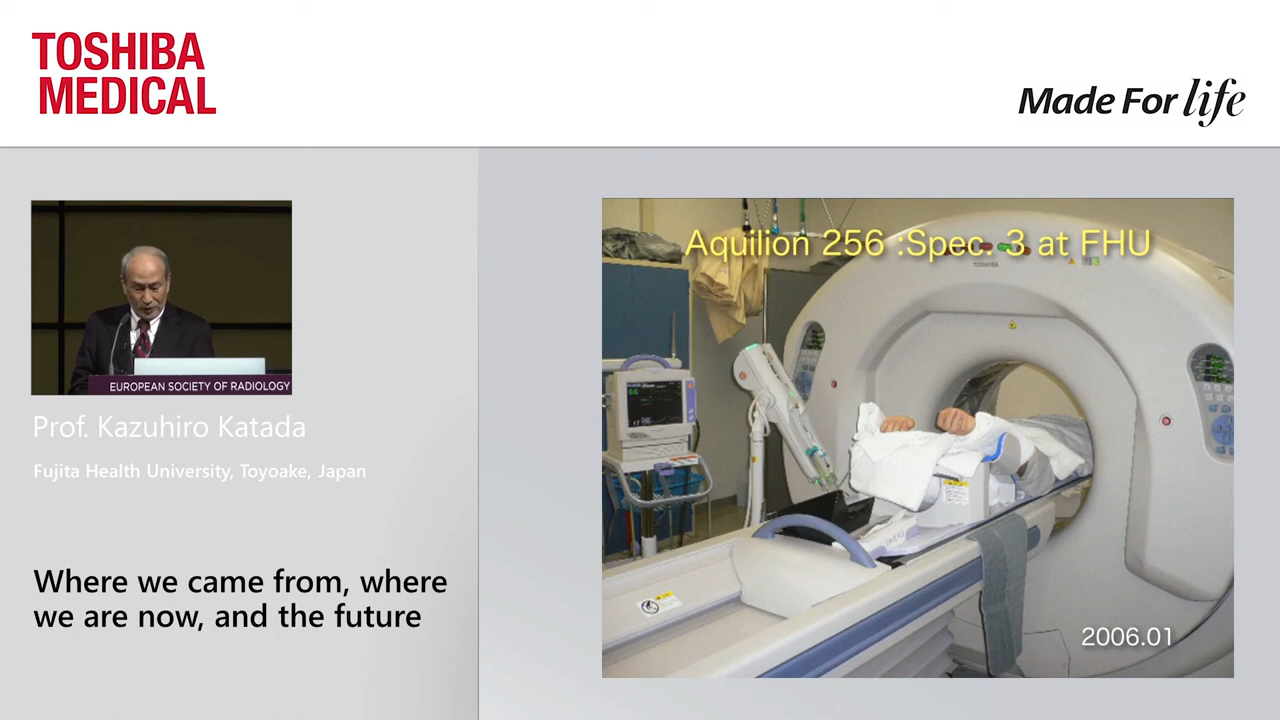 TOSHIBA
MEDICAL
Made For life
EUROPEAN SOCIETY OF RADIOLOGY
Prof. Kazuhiro Katada
Fujita Health University, Toyoake, Japan
Where we came from, where
we are now, and the future
Aquilion 256 :Spec. 3 at FHU
TOSHIBA
2006.01